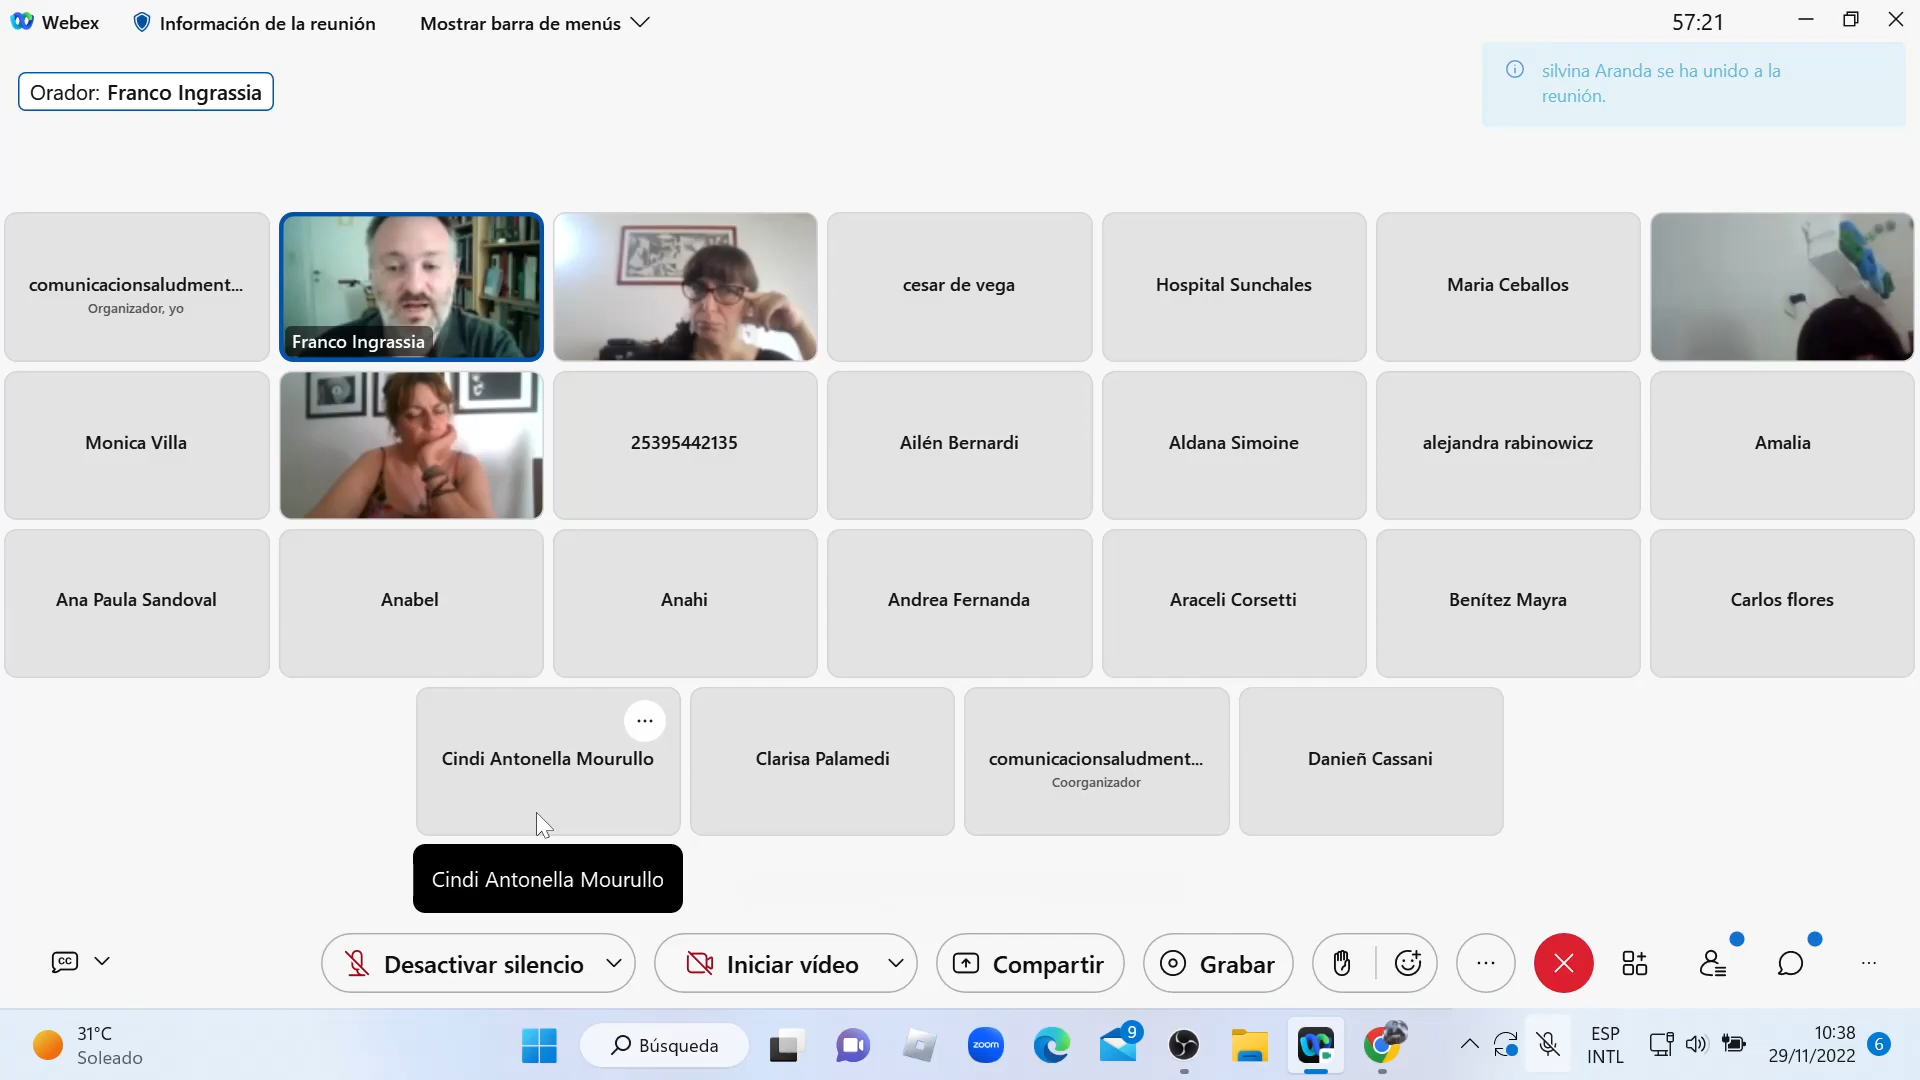 Webex
Información de la reunión
Mostrar barra de menús
57:21
Orador: Franco Ingrassia
silvina Aranda se ha unido a la
reunión.
comunicacionsaludment...
Organizador, yo
Franco Ingrassia
cesar de vega
Hospital Sunchales
Maria Ceballos
Monica Villa
25395442135
Ailén Bernardi
Aldana Simoine
alejandra rabinowicz
Amalia
Ana Paula Sandoval
Anabel
Anahi
Andrea Fernanda
Araceli Corsetti
Benítez Mayra
Carlos flores
Cindi Antonella Mourullo
Clarisa Palamedi
comunicacionsaludment...
Coorganizador
Danieñ Cassani
Cindi Antonella Mourullo
CC
Desactivar silencio
Iniciar vídeo
Compartir
Grabar
31°C
Soleado
Búsqueda
zoom
9
ESP
INTL
10:38
29/11/2022
6